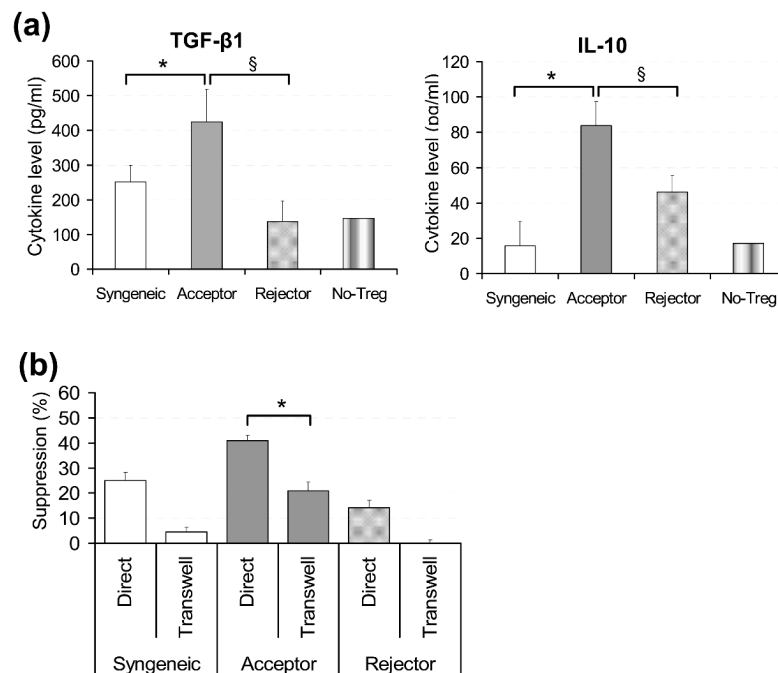 (a)
TGF-β1
Cytokine level (pg/ml)
600
500
400
300
200
100
0
*
§
Syngeneic Acceptor Rejector No-Treg
IL-10
Cytokine level (pg/ml)
120
100
80
60
40
20
0
*
§
Syngeneic Acceptor Rejector No-Treg
(b)
Suppression (%)
60
50
40
30
20
10
0
*
Direct Transwell Direct Transwell Direct Transwell
Syngeneic Acceptor Rejector